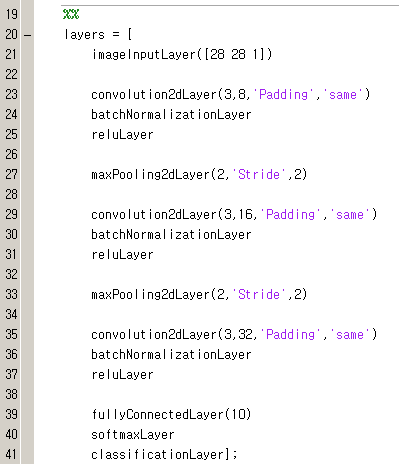 19 %%
20 – layers = [
21 imageInputLayer([28 28 1])
22
23 convolution2dLayer(3,8,'Padding','same')
24 batchNormalizationLayer
25 reluLayer
26
27 maxPooling2dLayer(2,'Stride',2)
28
29 convolution2dLayer(3,16,'Padding','same')
30 batchNormalizationLayer
31 reluLayer
32
33 maxPooling2dLayer(2,'Stride',2)
34
35 convolution2dLayer(3,32,'Padding','same')
36 batchNormalizationLayer
37 reluLayer
38
39 fullyConnectedLayer(10)
40 softmaxLayer
41 classificationLayer];